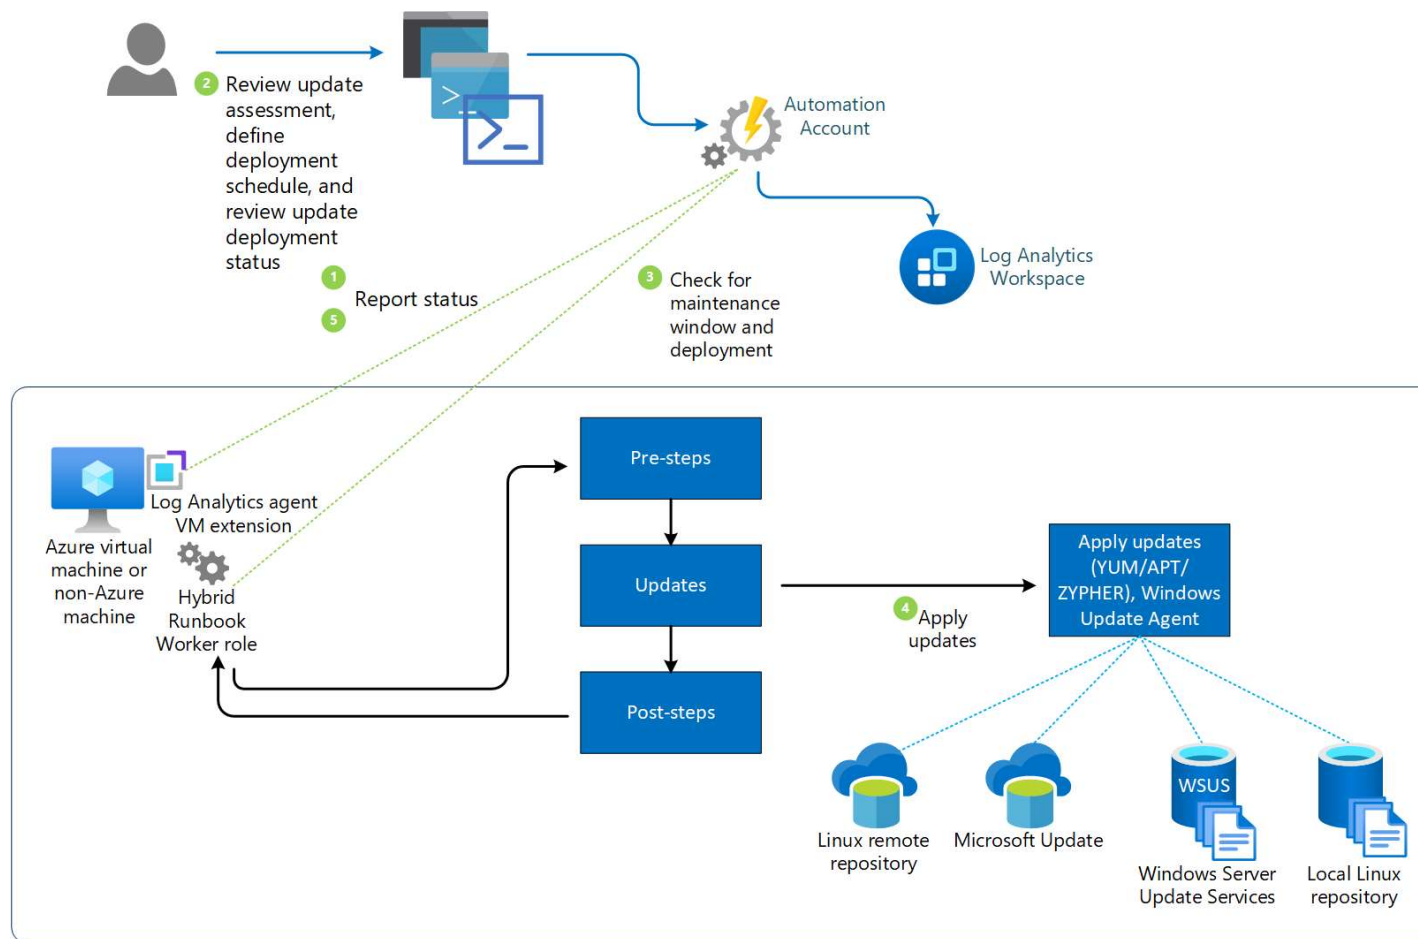 2 Review update
assessment,
define
deployment
schedule, and
review update
deployment
status
Automation
Account
Log Analytics
Workspace
1
Report status
5
3 Check for
maintenance
window and
deployment
Log Analytics agent
VM extension
Azure virtual
machine or
non-Azure
machine
Hybrid
Runbook
Worker role
Pre-steps
Updates
Post-steps
4 Apply
updates
Apply updates
(YUM/APT/
ZYPHER), Windows
Update Agent
Linux remote
repository
Microsoft Update
WSUS
Windows Server
Update Services
Local Linux
repository